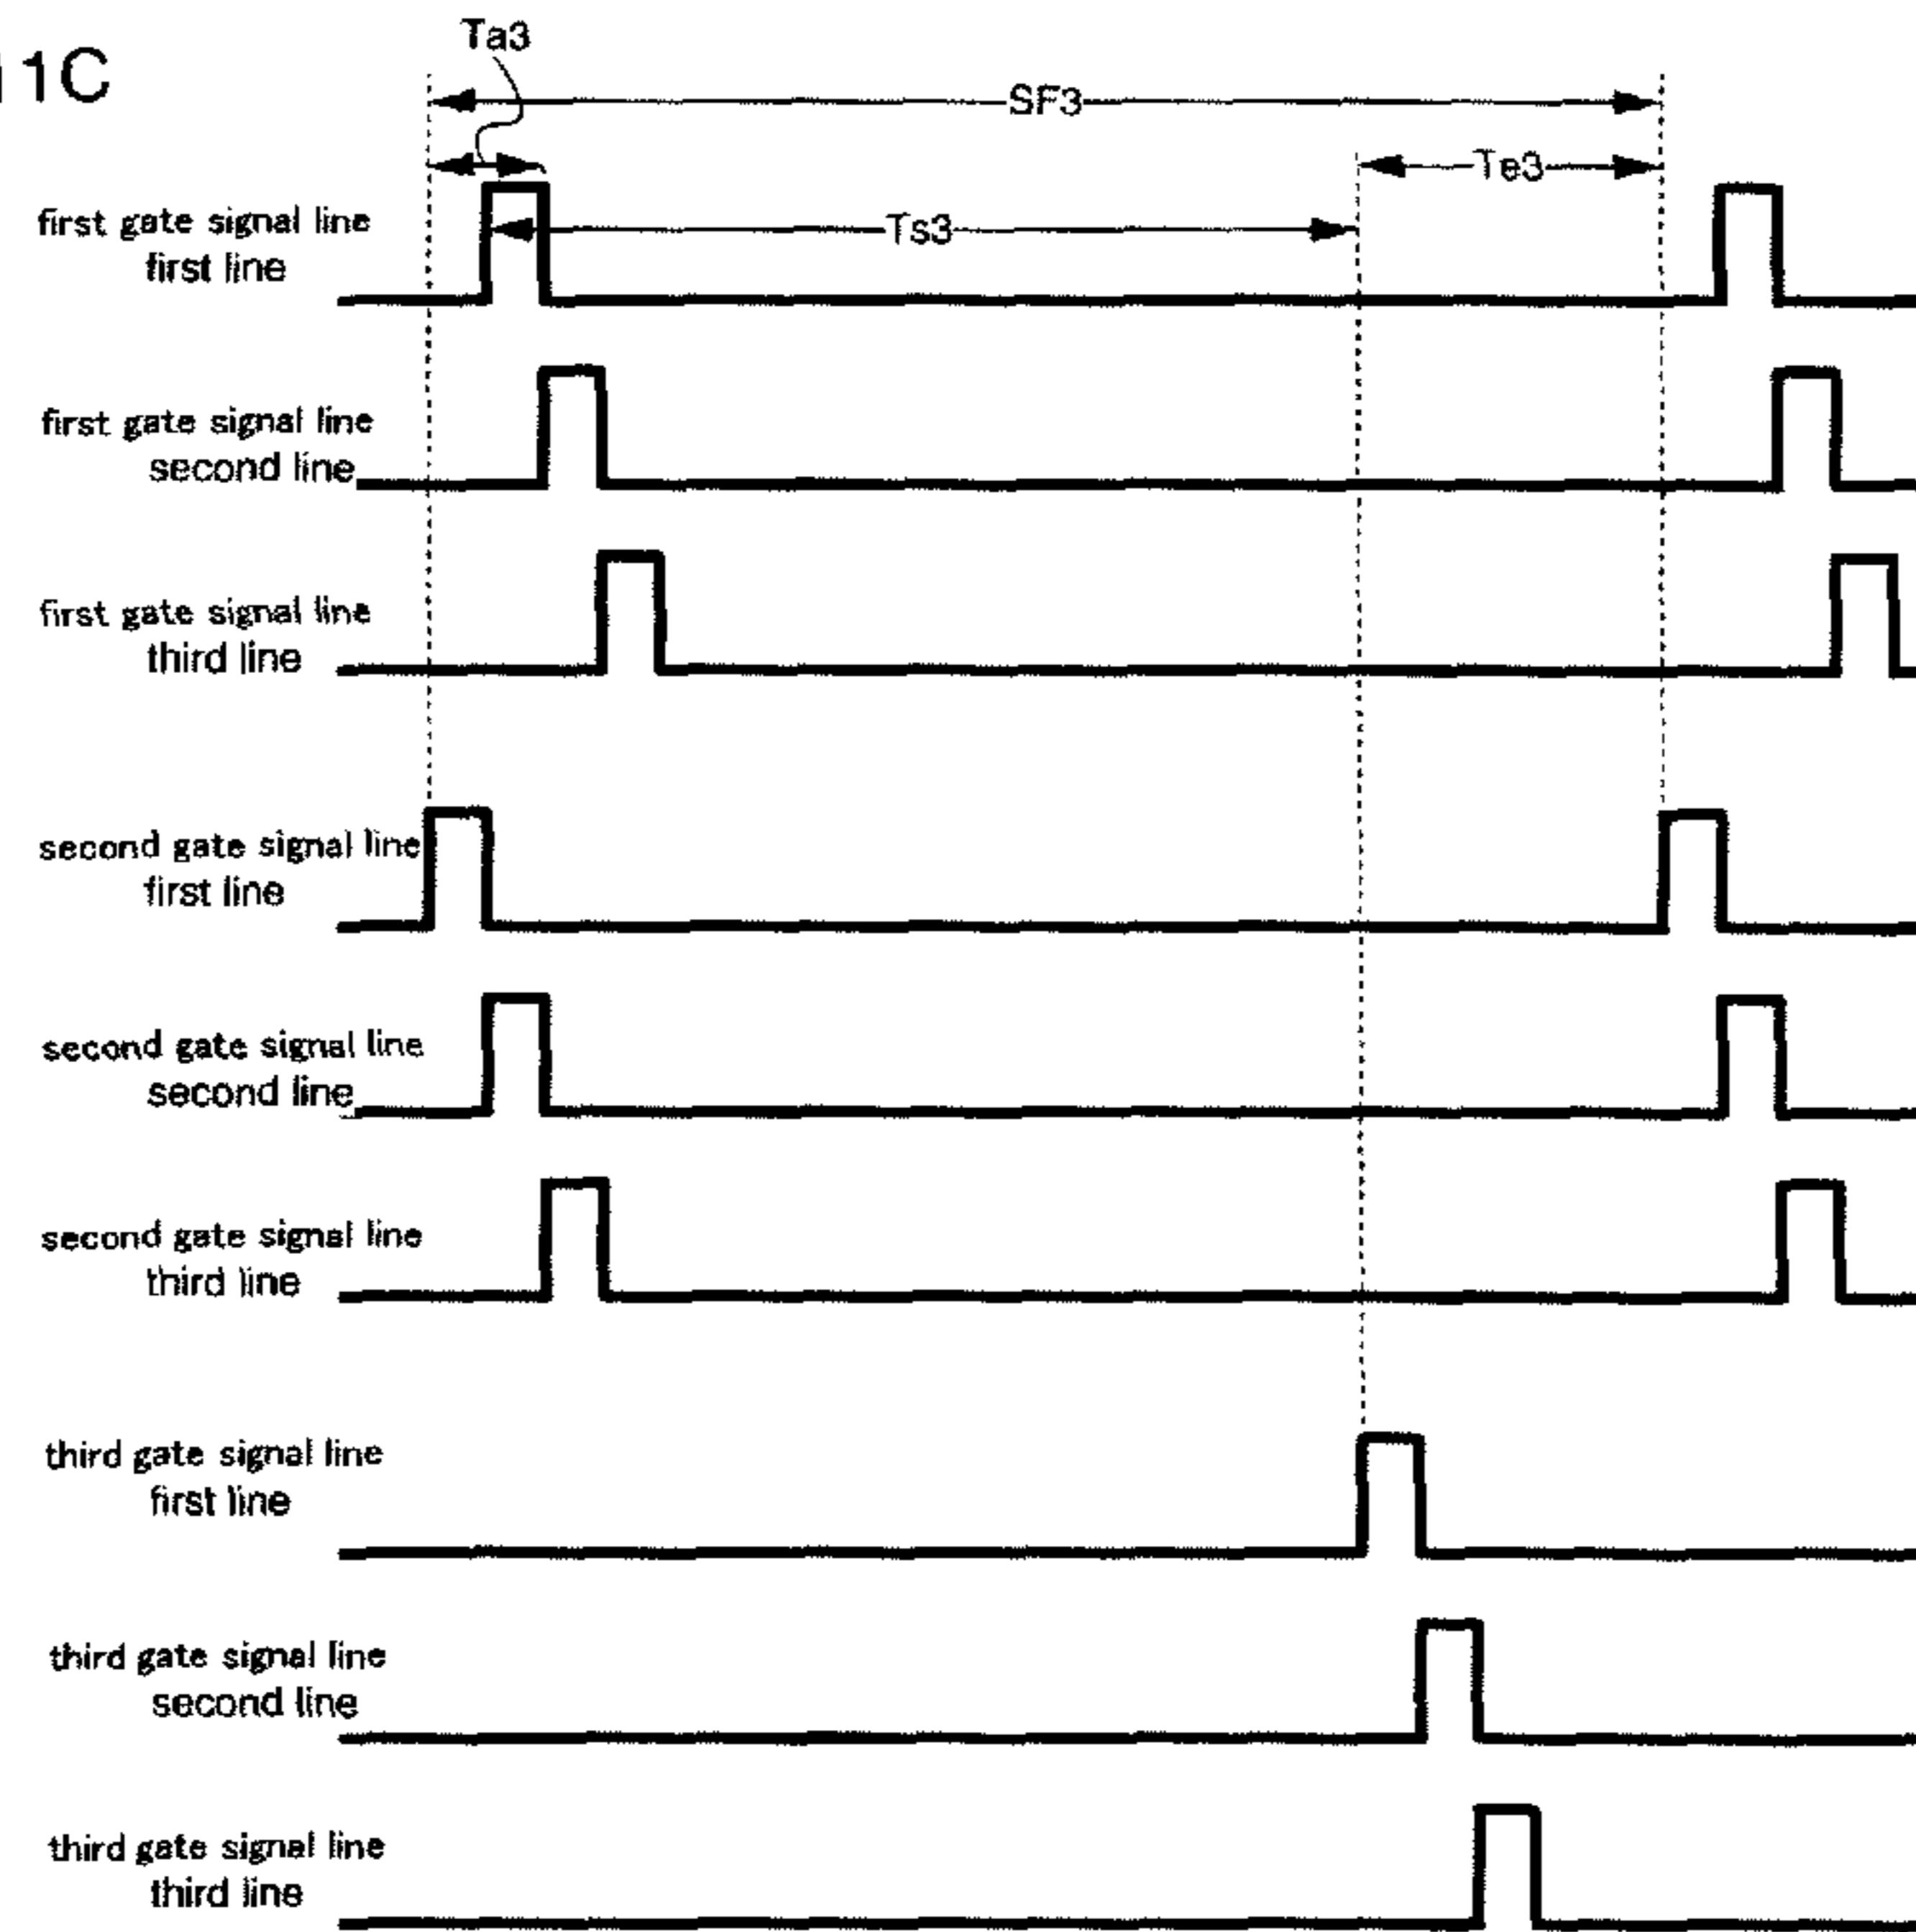 11C
Ta3
SF3
Te3
Ts3
first gate signal line
first line
first gate signal line
second line
first gate signal line
third line
second gate signal line
first line
second gate signal line
second line
second gate signal line
third line
third gate signal line
first line
third gate signal line
second line
third gate signal line
third line